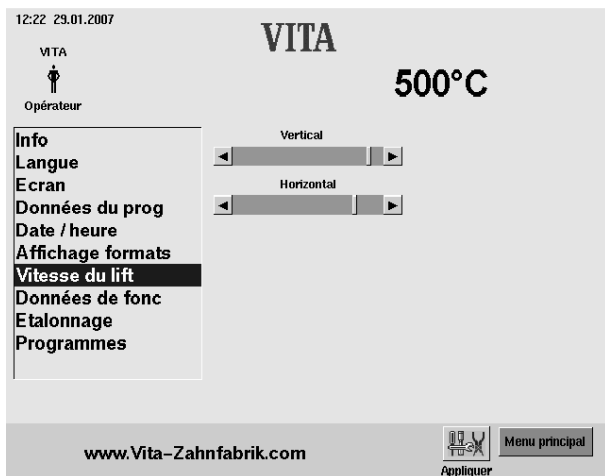 12:22 29.01.2007
VITA
VITA
500°C
Opérateur
Info
Langue
Ecran
Données du prog
Date / heure
Affichage formats
Vitesse du lift
Données de fonc
Etalonnage
Programmes
Vertical
Horizontal
www.Vita-Zahnfabrik.com
Appliquer
Menu principal